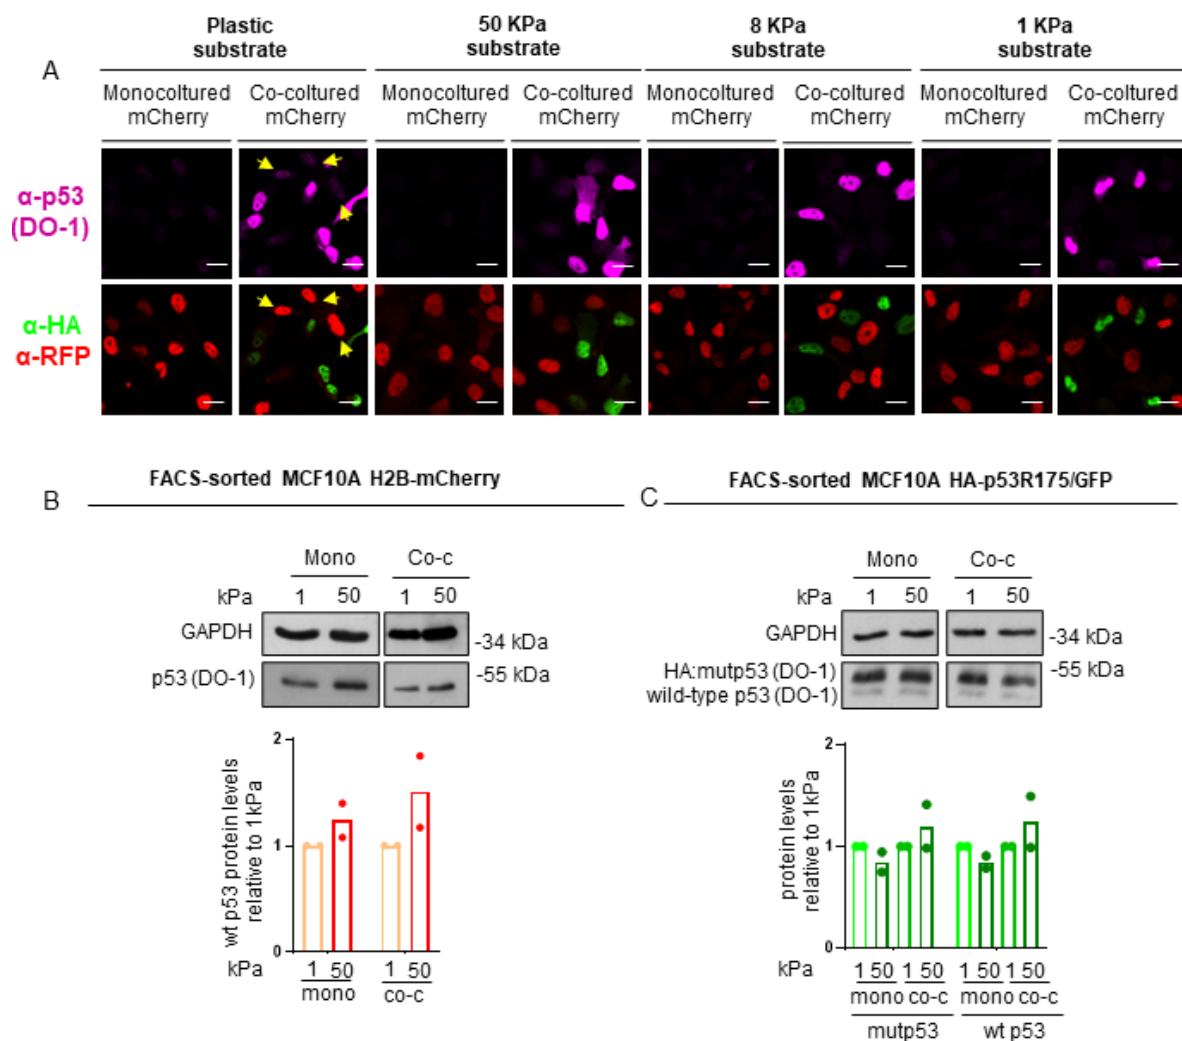 Plastic substrate
50 KPa substrate
8 KPa substrate
1 KPa substrate
A
Monocoltured mCherry
Co-coltured mCherry
Monocoltured mCherry
Co-coltured mCherry
Monocoltured mCherry
Co-coltured mCherry
Monocoltured mCherry
Co-coltured mCherry
α-p53
(DO-1)
α-HA
α-RFP
B
FACS-sorted MCF10A H2B-mCherry
Mono Co-c
kPa 1 50 1 50
GAPDH
-34 kDa
p53 (DO-1)
-55 kDa
wt p53 protein levels
relative to 1kPa
2
1
0
kPa 1 50 1 50
mono co-c
C
FACS-sorted MCF10A HA-p53R175/GFP
Mono Co-c
kPa 1 50 1 50
GAPDH
-34 kDa
HA:mutp53 (DO-1)
-55 kDa
wild-type p53 (DO-1)
protein levels
relative to 1kPa
2
1
0
kPa 1 50 1 50 1 50 1 50
mono co-c mono co-c
mutp53 wt p53